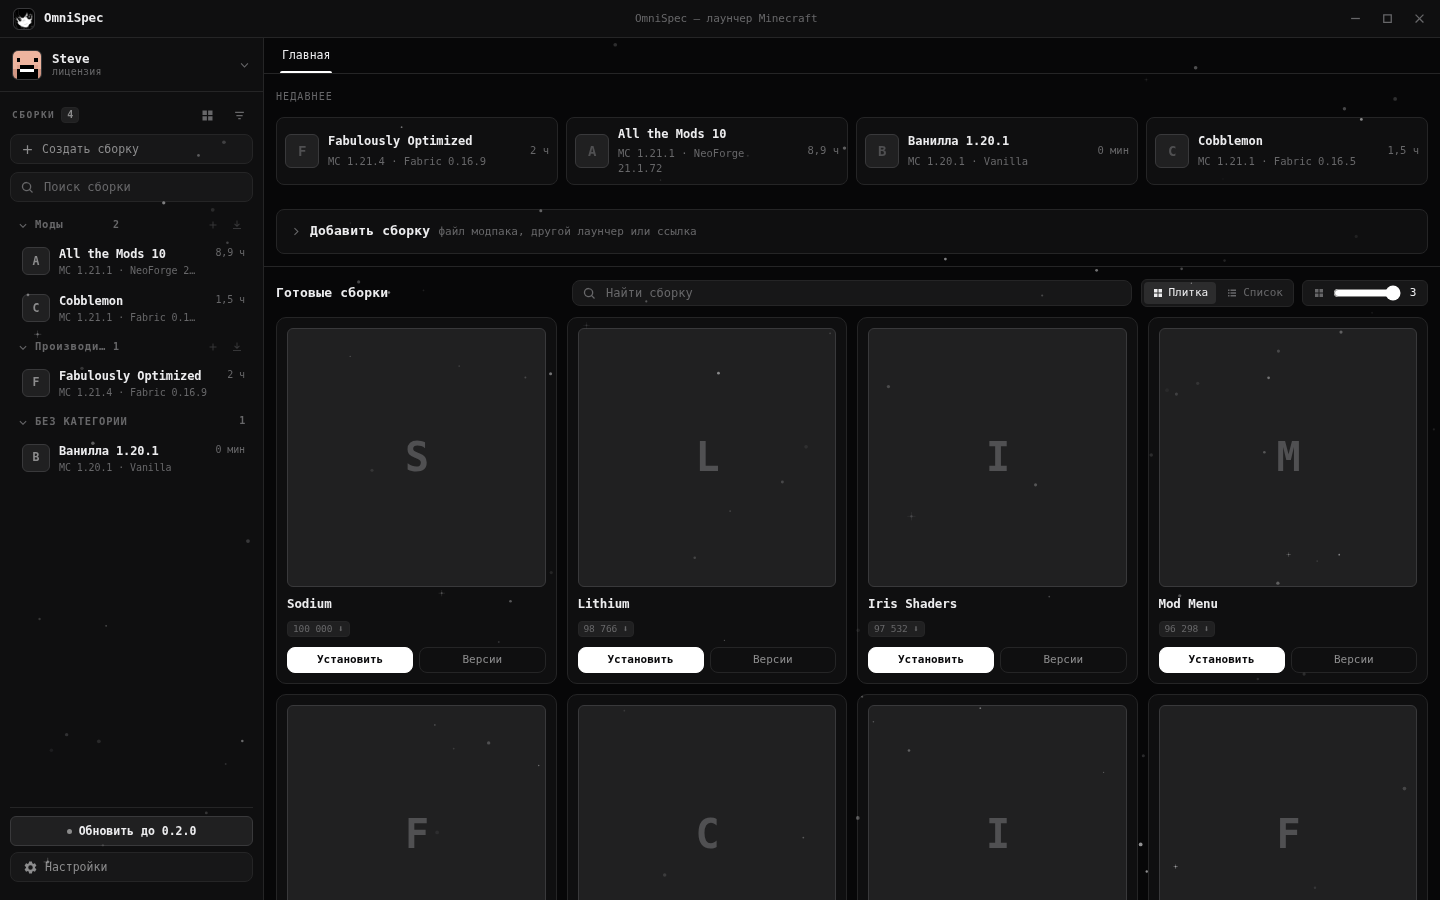 OmniSpec
OmniSpec — лаунчер Minecraft
Steve
лицензия
СБОРКИ 4
Создать сборку
Поиск сборки
Моды 2
A
All the Mods 10
8,9 ч
MC 1.21.1 · NeoForge 2…
C
Cobblemon
1,5 ч
MC 1.21.1 · Fabric 0.1…
Производи… 1
F
Fabulously Optimized
2 ч
MC 1.21.4 · Fabric 0.16.9
БЕЗ КАТЕГОРИИ 1
В
Ванилла 1.20.1
0 мин
MC 1.20.1 · Vanilla
Обновить до 0.2.0
Настройки
Главная
НЕДАВНЕЕ
F
Fabulously Optimized
MC 1.21.4 · Fabric 0.16.9
2 ч
A
All the Mods 10
MC 1.21.1 · NeoForge
21.1.72
8,9 ч
В
Ванилла 1.20.1
MC 1.20.1 · Vanilla
0 мин
C
Cobblemon
MC 1.21.1 · Fabric 0.16.5
1,5 ч
Добавить сборку файл модпака, другой лаунчер или ссылка
Готовые сборки
Найти сборку
Плитка
Список
3
S
Sodium
100 000 ⬇
Установить
Версии
L
Lithium
98 766 ⬇
Установить
Версии
I
Iris Shaders
97 532 ⬇
Установить
Версии
M
Mod Menu
96 298 ⬇
Установить
Версии
F
C
I
F